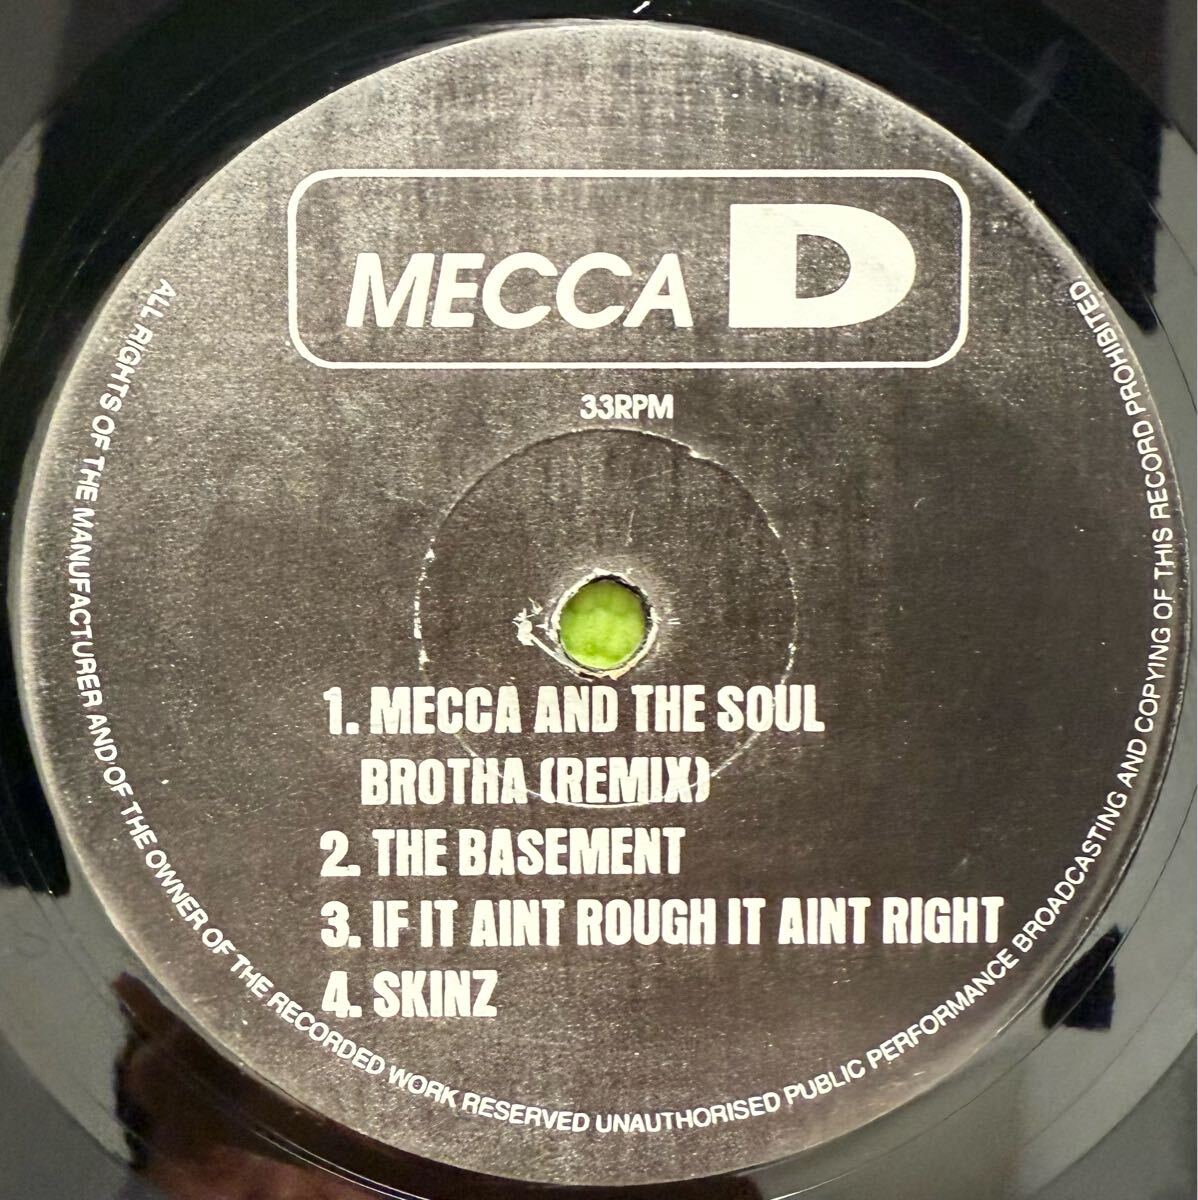 MECCA D
33RPM
1. MECCA AND THE SOUL
BROTHA (REMIX)
2. THE BASEMENT
3. IF IT AINT ROUGH IT AINT RIGHT
4. SKINZ
ALL RIGHTS OF THE MANUFACTURER AND OF THE OWNER OF THE RECORDED WORK RESERVED UNAUTHORISED PUBLIC PERFORMANCE BROADCASTING AND COPYING OF THIS RECORD PROHIBITED